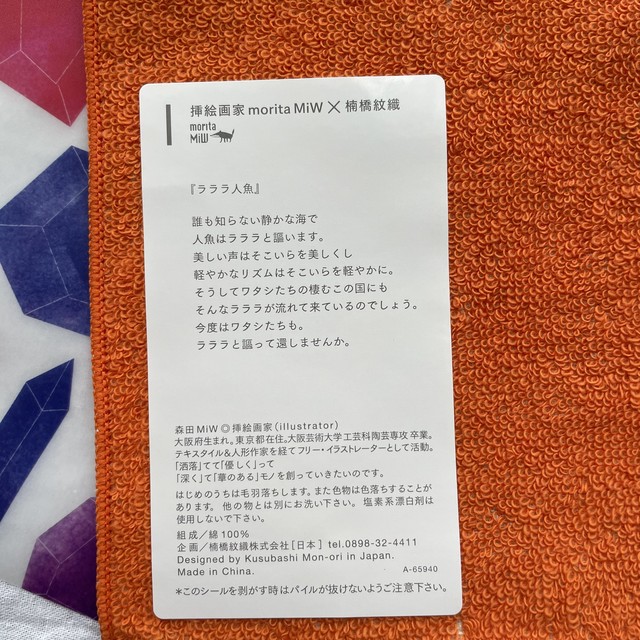 挿絵画家 morita MiW × 楠橋紋織
morita
MiW
『ラララ人魚』
誰も知らない静かな海で
人魚はラララと謳います。
美しい声はそこいらを美しくし
軽やかなリズムはそこいらを軽やかに。
そうしてワタシたちの棲むこの国にも
そんなラララが流れて来ているのでしょう。
今度はワタシたちも。
ラララと謳って還しませんか。
森田MiW◎挿絵画家(illustrator)
大阪府生まれ。東京都在住。大阪芸術大学工芸科陶芸専攻 卒業。
テキスタイル&人形作家を経てフリー・イラストレーターとして活動。
「洒落」てて「優しく」って
「深く」て「華のある」モノを創っていきたいのです。
はじめのうちは毛羽落ちします。また色物は色落ちすることが
あります。 他の物とは別にお洗い下さい。 塩素系漂白剤は
使用しないで下さい。
組成/綿100%
企画/楠橋紋織株式会社[日本] tel.0898-32-4411
Designed by Kusubashi Mon-ori in Japan.
Made in China.
A-65940
*このシールを剥がす時はパイルが抜けないようご注意下さい。